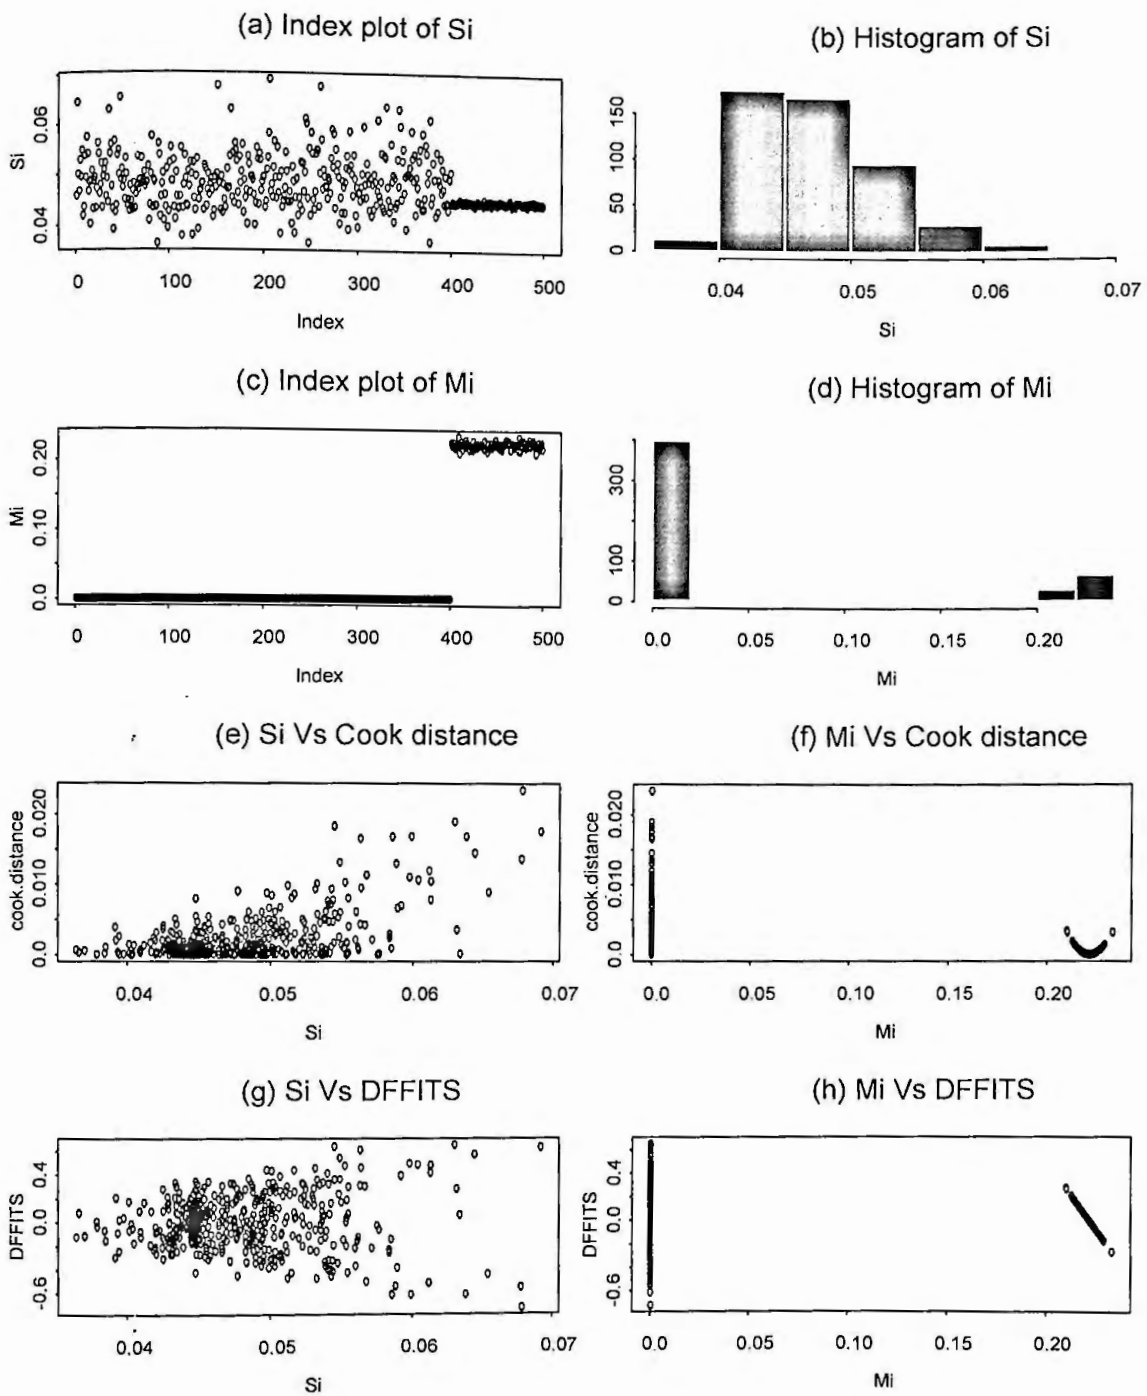 (a) Index plot of Si
Si
0.06
0.04
0 100 200 300 400 500
Index
(b) Histogram of Si
150
100
50
0
0.04 0.05 0.06 0.07
Si
(c) Index plot of Mi
Mi
0.20
0.10
0.0
0 100 200 300 400 500
Index
(d) Histogram of Mi
300
100
0
0.0 0.05 0.10 0.15 0.20
Mi
(e) Si Vs Cook distance
cook.distance
0.020
0.010
0.0
0.04 0.05 0.06 0.07
Si
(f) Mi Vs Cook distance
cook.distance
0.020
0.010
0.0
0.0 0.05 0.10 0.15 0.20
Mi
(g) Si Vs DFFITS
DFFITS
0.4
0.0
-0.6
0.04 0.05 0.06 0.07
Si
(h) Mi Vs DFFITS
DFFITS
0.4
0.0
-0.6
0.0 0.05 0.10 0.15 0.20
Mi